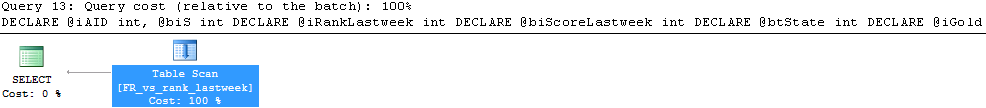 Query 13: Query cost (relative to the batch): 100%
DECLARE @iAID int, @biS int DECLARE @iRankLastweek int DECLARE @biScoreLastweek int DECLARE @btState int DECLARE @iGold
SELECT
Cost: 0 %
Table Scan
[FR_vs_rank_lastweek]
Cost: 100 %